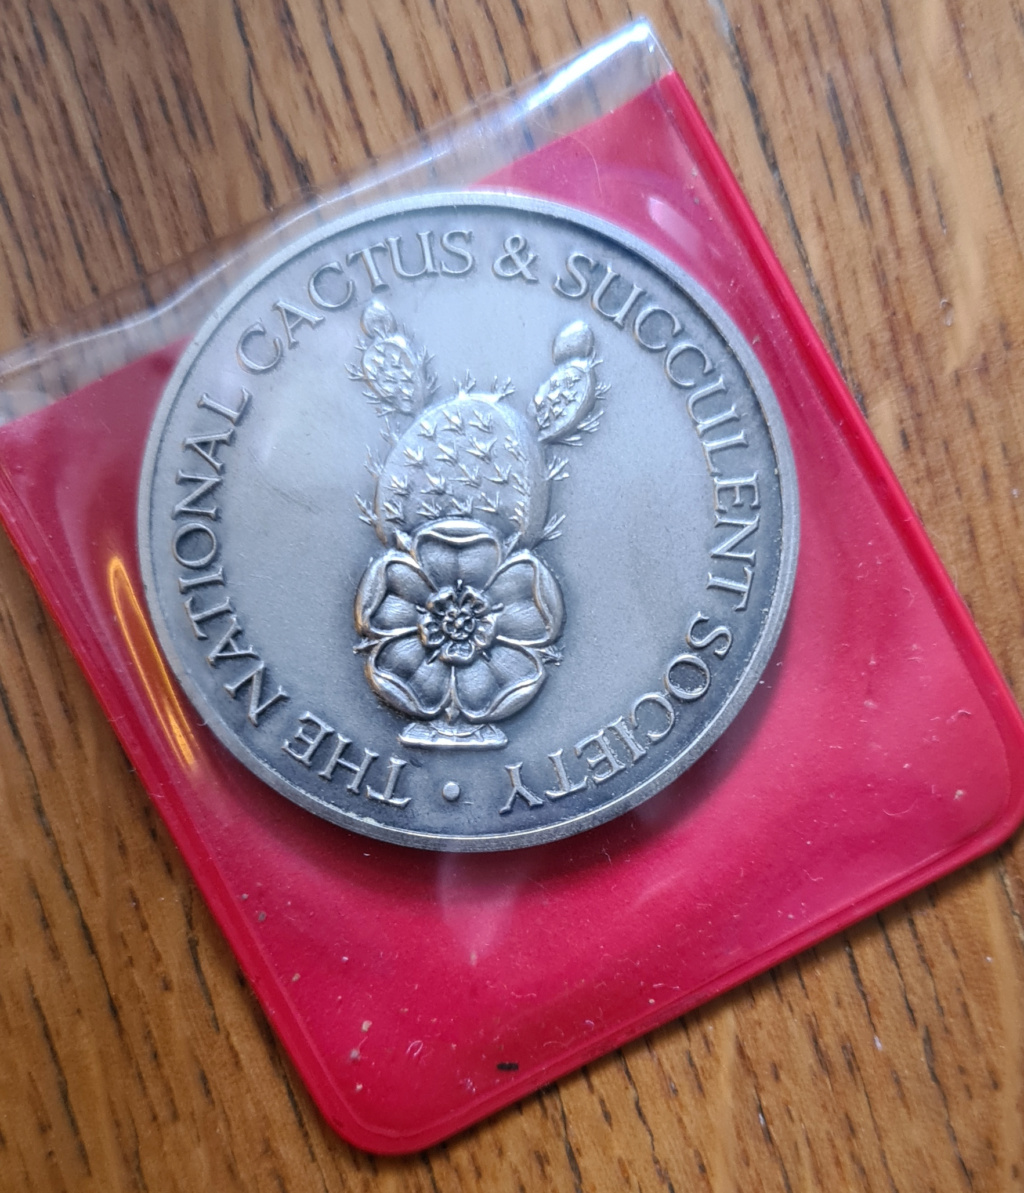 THE NATIONAL CACTUS & SUCCULENT SOCIETY •